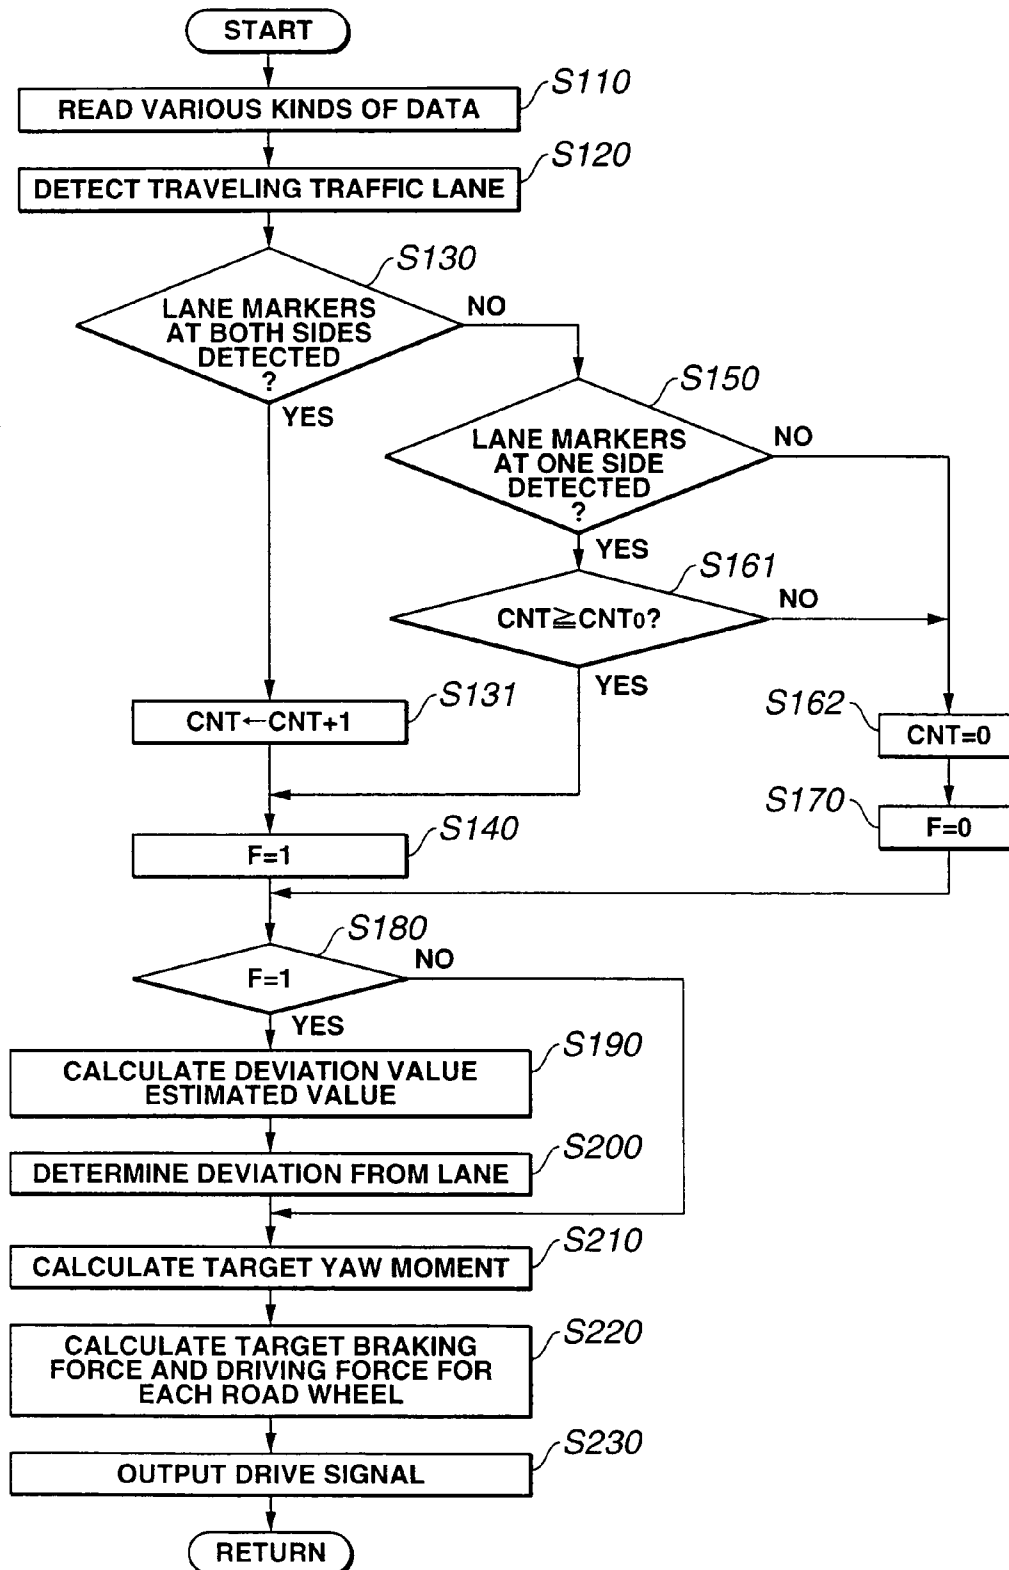 START
S110
READ VARIOUS KINDS OF DATA
S120
DETECT TRAVELING TRAFFIC LANE
S130
LANE MARKERS
AT BOTH SIDES
DETECTED
?
NO
YES
S150
LANE MARKERS
AT ONE SIDE
DETECTED
?
NO
YES
S161
CNT≧CNT0?
NO
YES
S131
CNT←CNT+1
S162
CNT=0
S140
F=1
S170
F=0
S180
F=1
NO
YES
S190
CALCULATE DEVIATION VALUE
ESTIMATED VALUE
S200
DETERMINE DEVIATION FROM LANE
S210
CALCULATE TARGET YAW MOMENT
S220
CALCULATE TARGET BRAKING
FORCE AND DRIVING FORCE FOR
EACH ROAD WHEEL
S230
OUTPUT DRIVE SIGNAL
RETURN